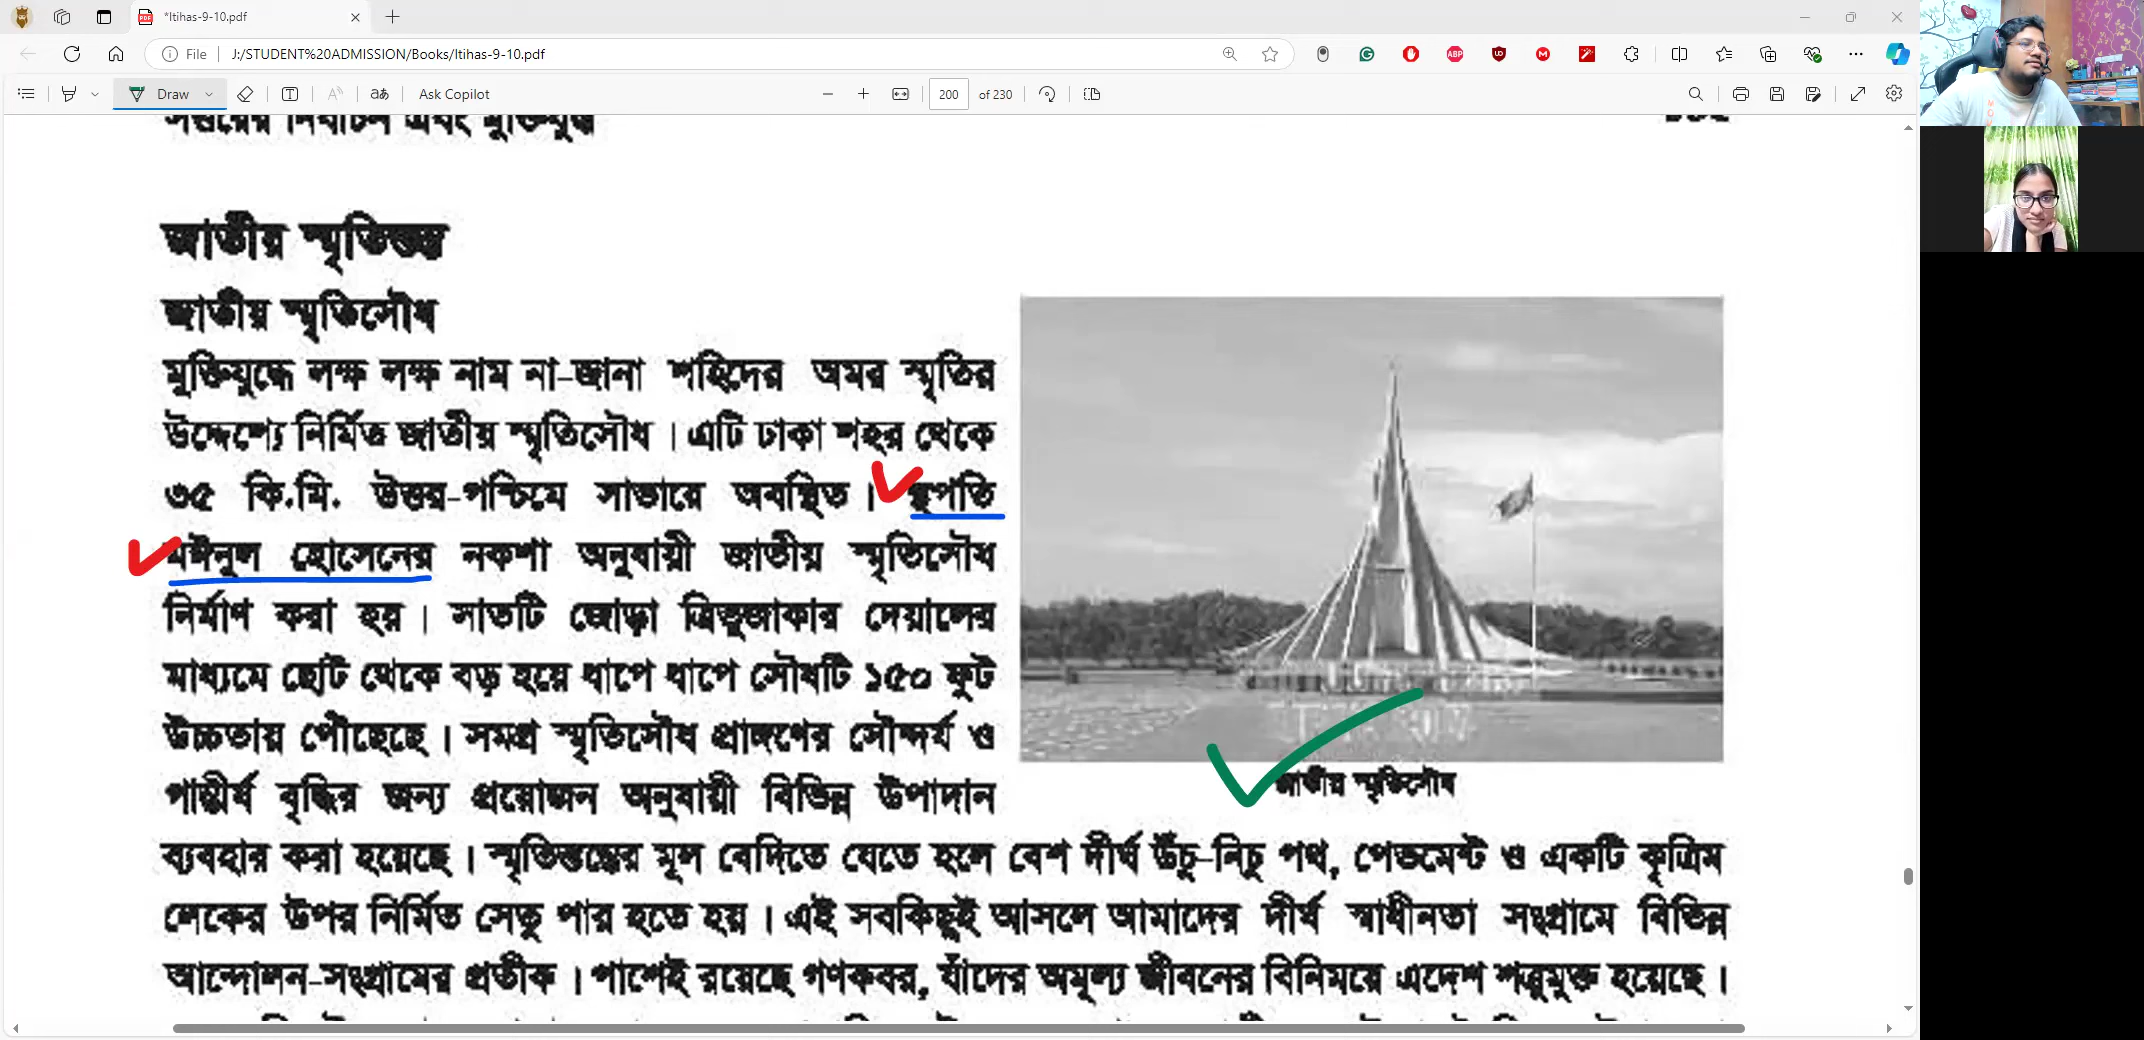 *Itihas-9-10.pdf
File J:/STUDENT%20ADMISSION/Books/Itihas-9-10.pdf
Draw Ask Copilot 200 of 230
সত্তরের নির্বাচন এবং মুক্তিযুদ্ধ
জাতীয় স্মৃতিস্তম্ভ
জাতীয় স্মৃতিসৌধ
মুক্তিযুদ্ধে লক্ষ লক্ষ নাম না-জানা শহিদের অমর স্মৃতির
উদ্দেশ্যে নির্মিত জাতীয় স্মৃতিসৌধ। এটি ঢাকা শহর থেকে
৩৫ কি.মি. উত্তর-পশ্চিমে সাভারে অবস্থিত। স্থপতি
মঈনুল হোসেনের নকশা অনুযায়ী জাতীয় স্মৃতিসৌধ
নির্মাণ করা হয়। সাতটি জোড়া ত্রিভুজাকার দেয়ালের
মাধ্যমে ছোট থেকে বড় হয়ে ধাপে ধাপে সৌধটি ১৫০ ফুট
উচ্চতায় পৌঁছেছে। সমগ্র স্মৃতিসৌধ প্রাঙ্গণের সৌন্দর্য ও
গাম্ভীর্য বৃদ্ধির জন্য প্রয়োজন অনুযায়ী বিভিন্ন উপাদান
জাতীয় স্মৃতিসৌধ
ব্যবহার করা হয়েছে। স্মৃতিস্তম্ভের মূল বেদিতে যেতে হলে বেশ দীর্ঘ উঁচু-নিচু পথ, পেভমেন্ট ও একটি কৃত্রিম
লেকের উপর নির্মিত সেতু পার হতে হয়। এই সবকিছুই আসলে আমাদের দীর্ঘ স্বাধীনতা সংগ্রামে বিভিন্ন
আন্দোলন-সংগ্রামের প্রতীক। পাশেই রয়েছে গণকবর, যাঁদের অমূল্য জীবনের বিনিময়ে এদেশ শত্রুমুক্ত হয়েছে।